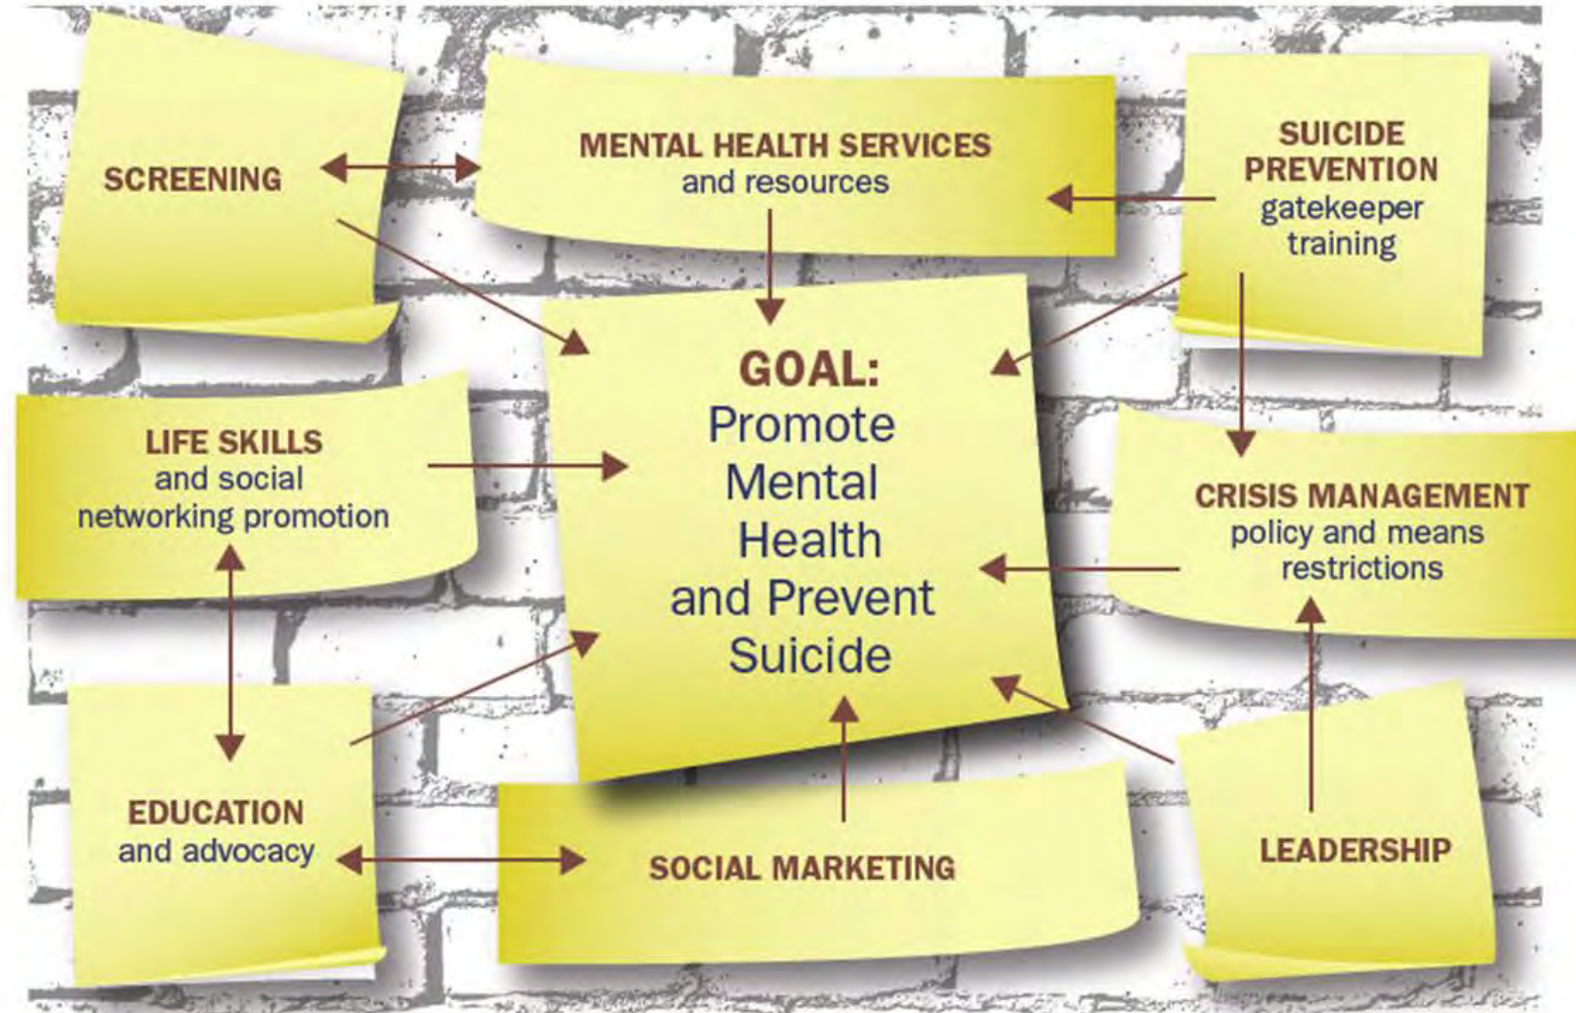 SCREENING
MENTAL HEALTH SERVICES
and resources
SUICIDE
PREVENTION
gatekeeper
training
LIFE SKILLS
and social
networking promotion
GOAL:
Promote
Mental
Health
and Prevent
Suicide
CRISIS MANAGEMENT
policy and means
restrictions
EDUCATION
and advocacy
SOCIAL MARKETING
LEADERSHIP